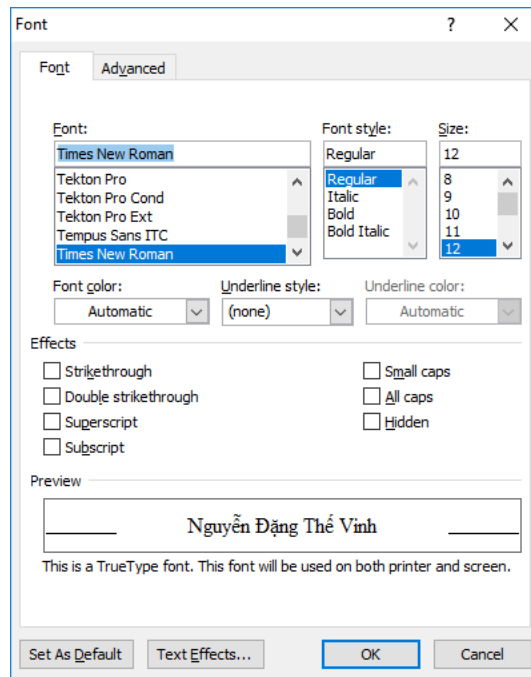 Font ?
Font Advanced
Font: Font style: Size:
Times New Roman Regular 12
Tekton Pro Regular 8
Tekton Pro Cond Italic 9
Tekton Pro Ext Bold 10
Tempus Sans ITC Bold Italic 11
Times New Roman 12
Font color: Underline style: Underline color:
Automatic (none) Automatic
Effects
Strikethrough Small caps
Double strikethrough All caps
Superscript Hidden
Subscript
Preview
Nguyễn Đặng Thế Vinh
This is a TrueType font. This font will be used on both printer and screen.
Set As Default Text Effects... OK Cancel